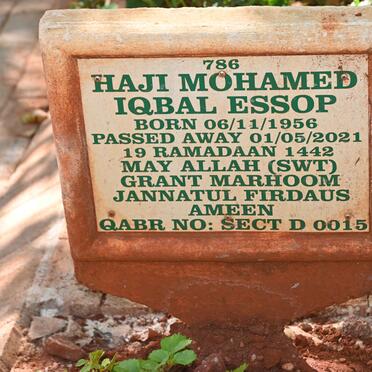 786
HAJI MOHAMED
IQBAL ESSOP
BORN 06/11/1956
PASSED AWAY 01/05/2021
19 RAMADAAN 1442
MAY ALLAH (SWT)
GRANT MARHOOM
JANNATUL FIRDAUS
AMEEN
QABR NO: SECT D 0015